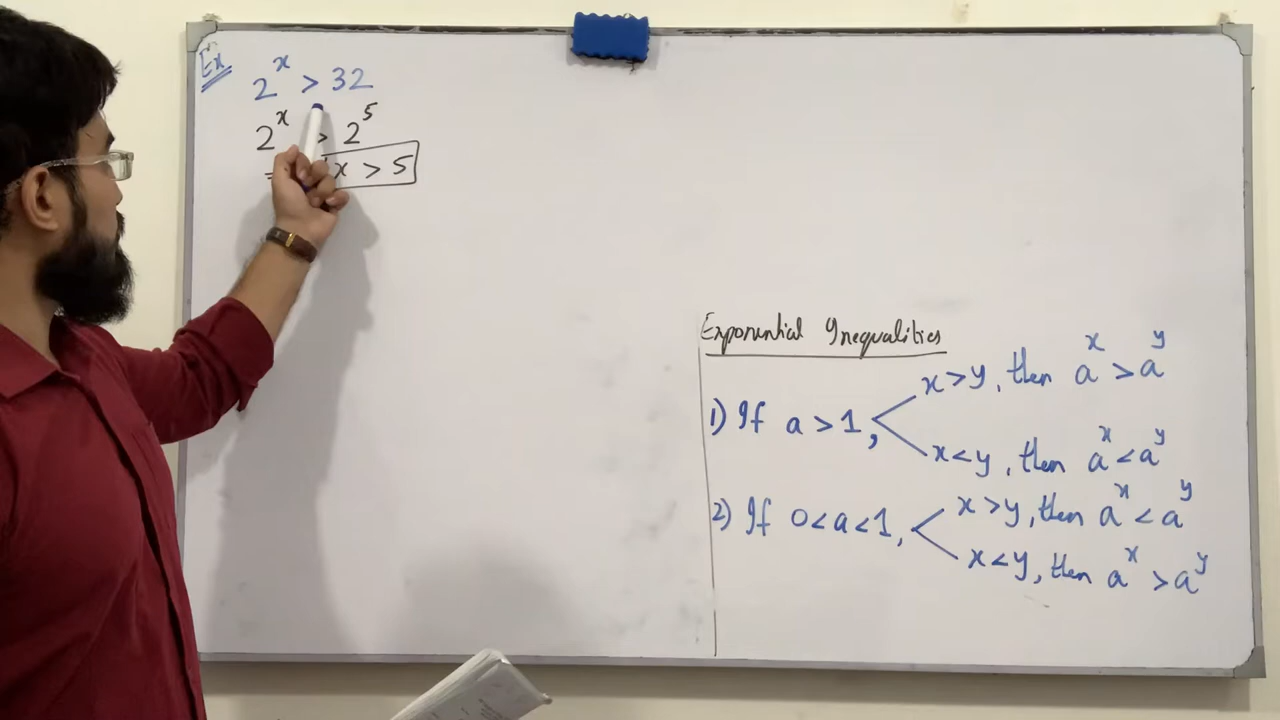 Ex
2^x > 32
2^x > 2^5
x > 5
Exponential Inequalities
1) If a > 1, x > y, then a^x > a^y
x < y, then a^x < a^y
2) If 0 < a < 1, x > y, then a^x < a^y
x < y, then a^x > a^y